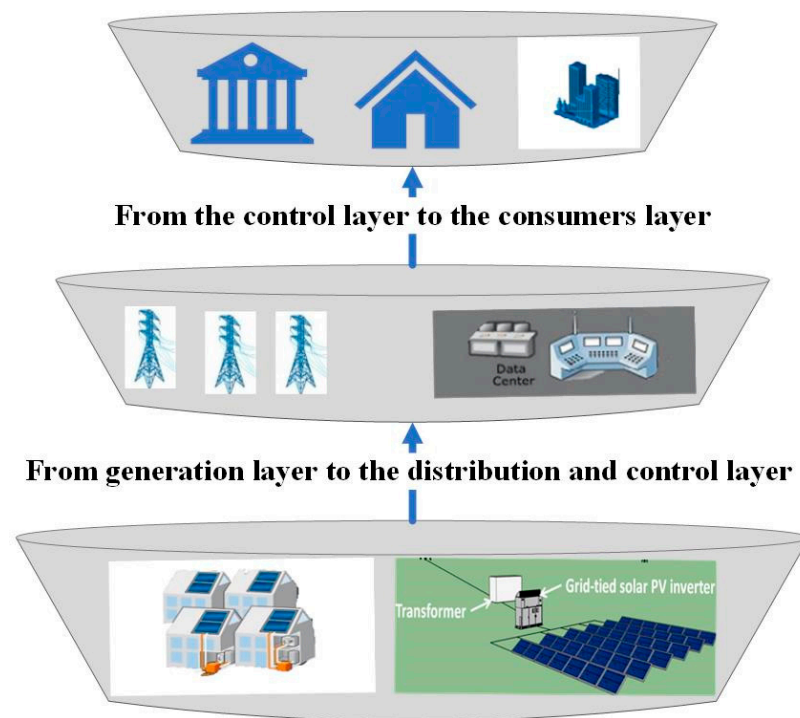 From the control layer to the consumers layer
Data
Center
From generation layer to the distribution and control layer
Grid-tied solar PV inverter
Transformer